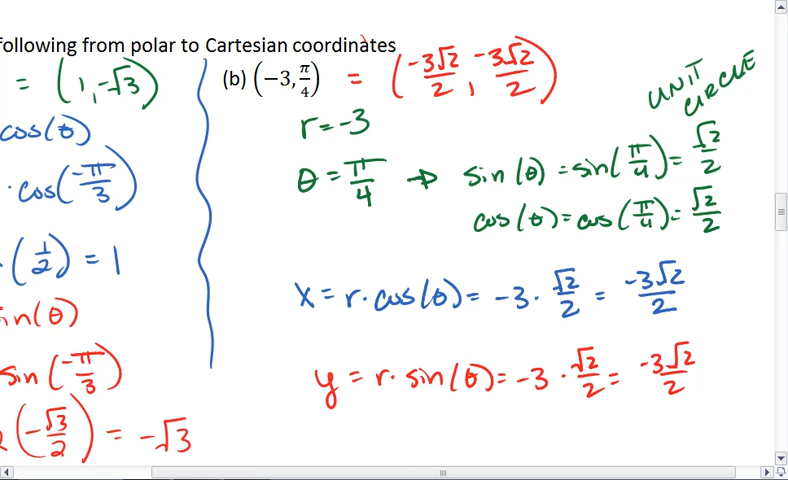 following from polar to Cartesian coordinates
= (1, -√3)
cos(θ)
· cos(-π/3)
(1/2) = 1
in(θ)
sin(-π/3)
(-√3/2) = -√3
(b) (−3, π/4) = (-3√2/2, -3√2/2)
UNIT CIRCLE
r = -3
θ = π/4 → sin(θ) = sin(π/4) = √2/2
cos(θ) = cos(π/4) = √2/2
x = r · cos(θ) = -3 · √2/2 = -3√2/2
y = r · sin(θ) = -3 · √2/2 = -3√2/2